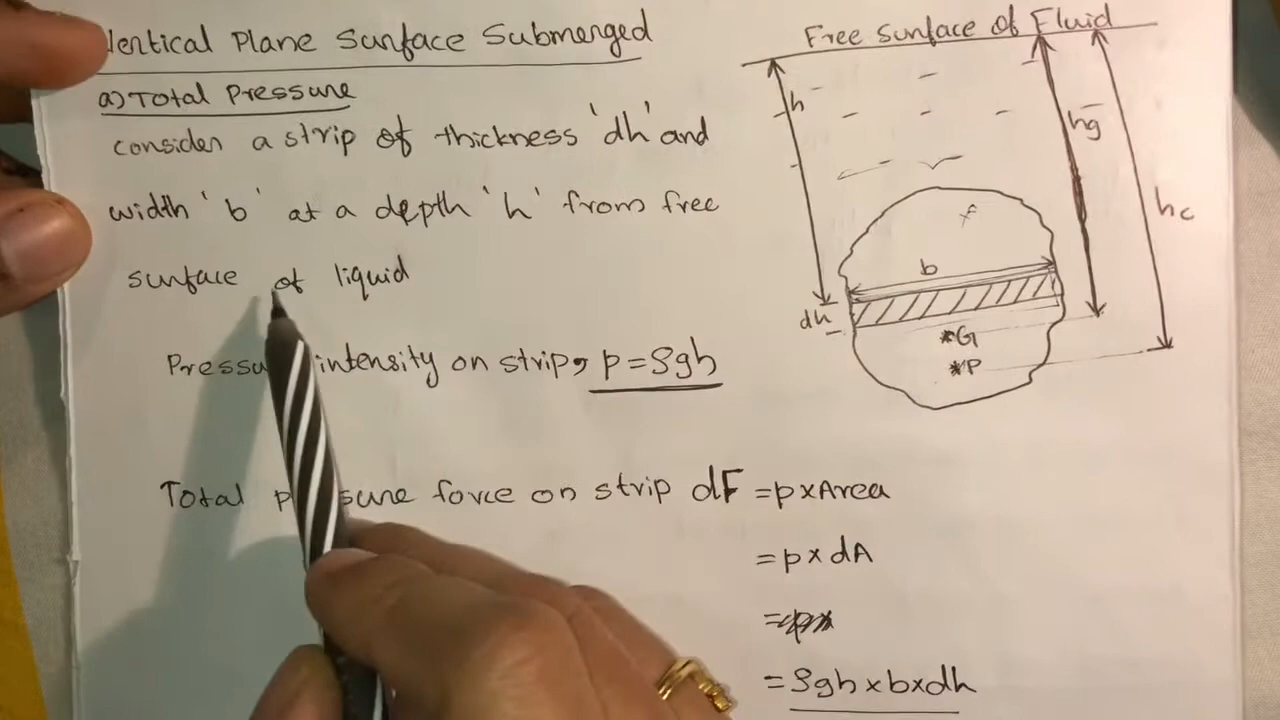 Vertical Plane Surface Submerged
a) Total Pressure
consider a strip of thickness 'dh' and
width 'b' at a depth 'h' from free
surface of liquid
intensity on strip, p = ρgh
Total force on strip dF = p x Area
= p x dA
=
= ρgh x b x dh
Free Surface of Fluid
h
hg
hc
b
dh
*G
*P